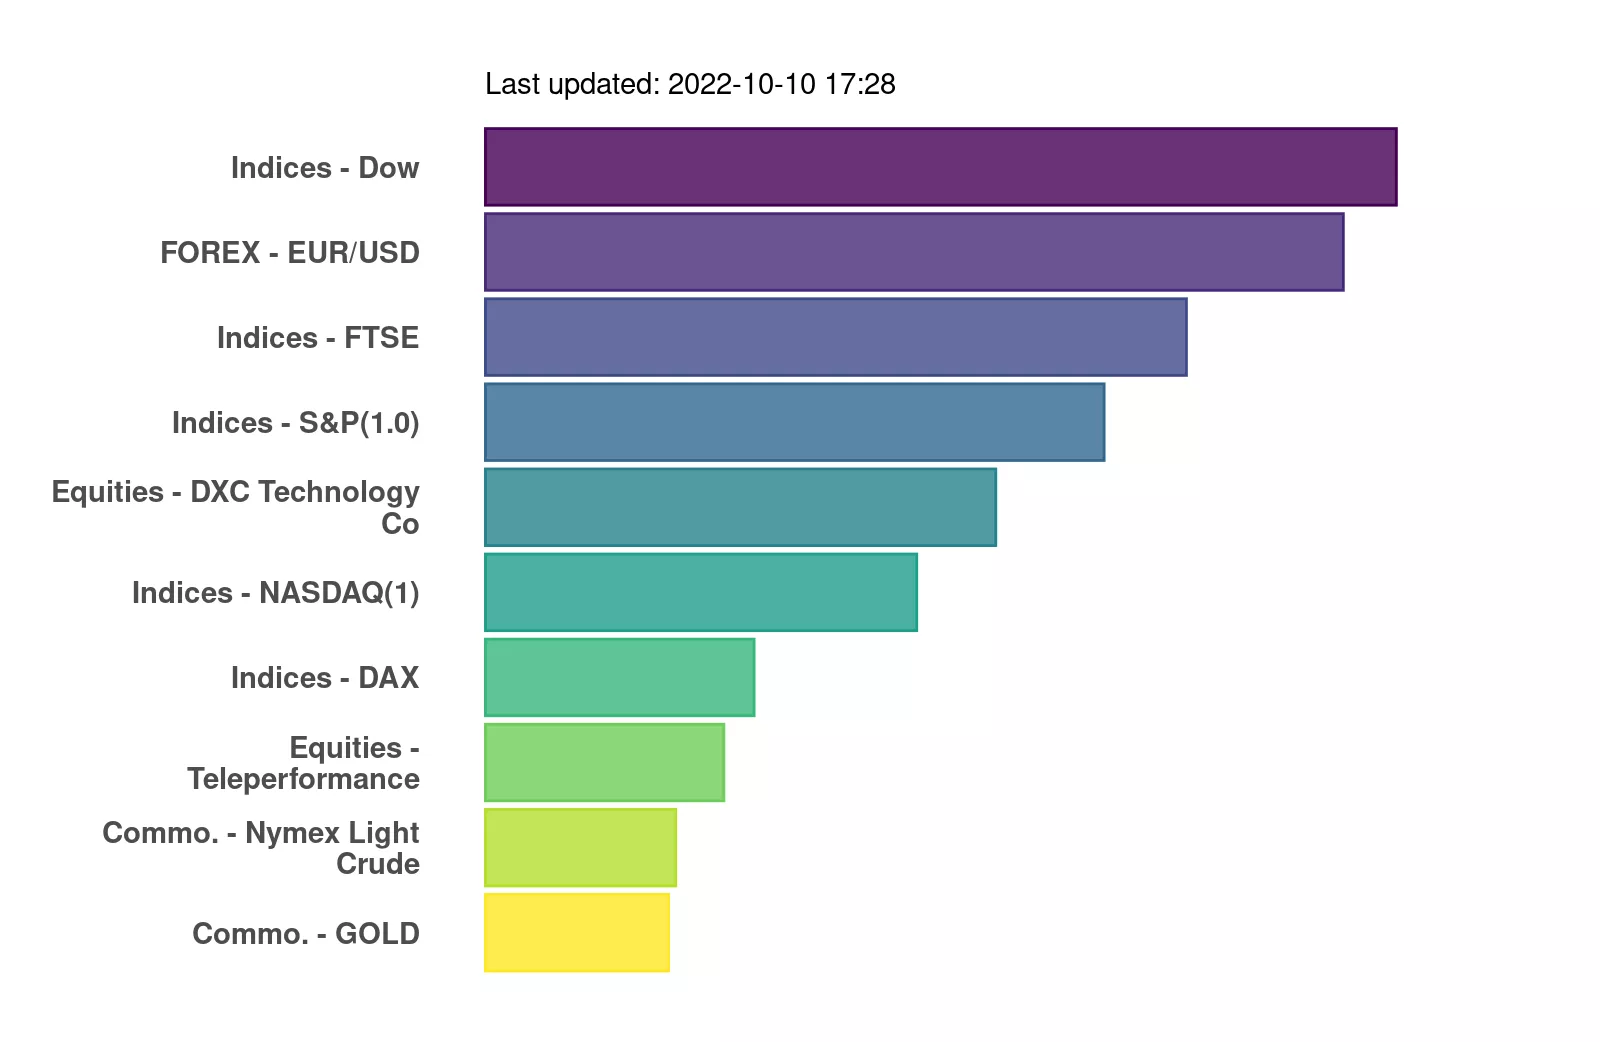 Last updated: 2022-10-10 17:28
Indices - Dow
FOREX - EUR/USD
Indices - FTSE
Indices - S&P(1.0)
Equities - DXC Technology
Co
Indices - NASDAQ(1)
Indices - DAX
Equities -
Teleperformance
Commo. - Nymex Light
Crude
Commo. - GOLD